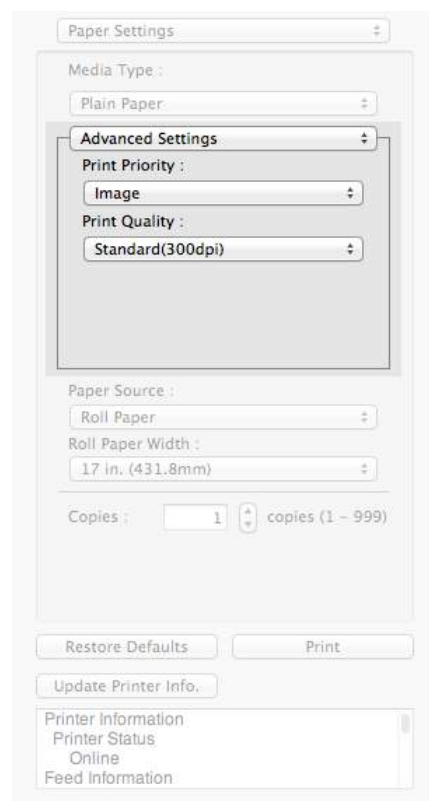 Paper Settings
Media Type :
Plain Paper
Advanced Settings
Print Priority :
Image
Print Quality :
Standard(300dpi)
Paper Source :
Roll Paper
Roll Paper Width :
17 in. (431.8mm)
Copies : 1 copies (1 – 999)
Restore Defaults Print
Update Printer Info.
Printer Information
Printer Status
Online
Feed Information